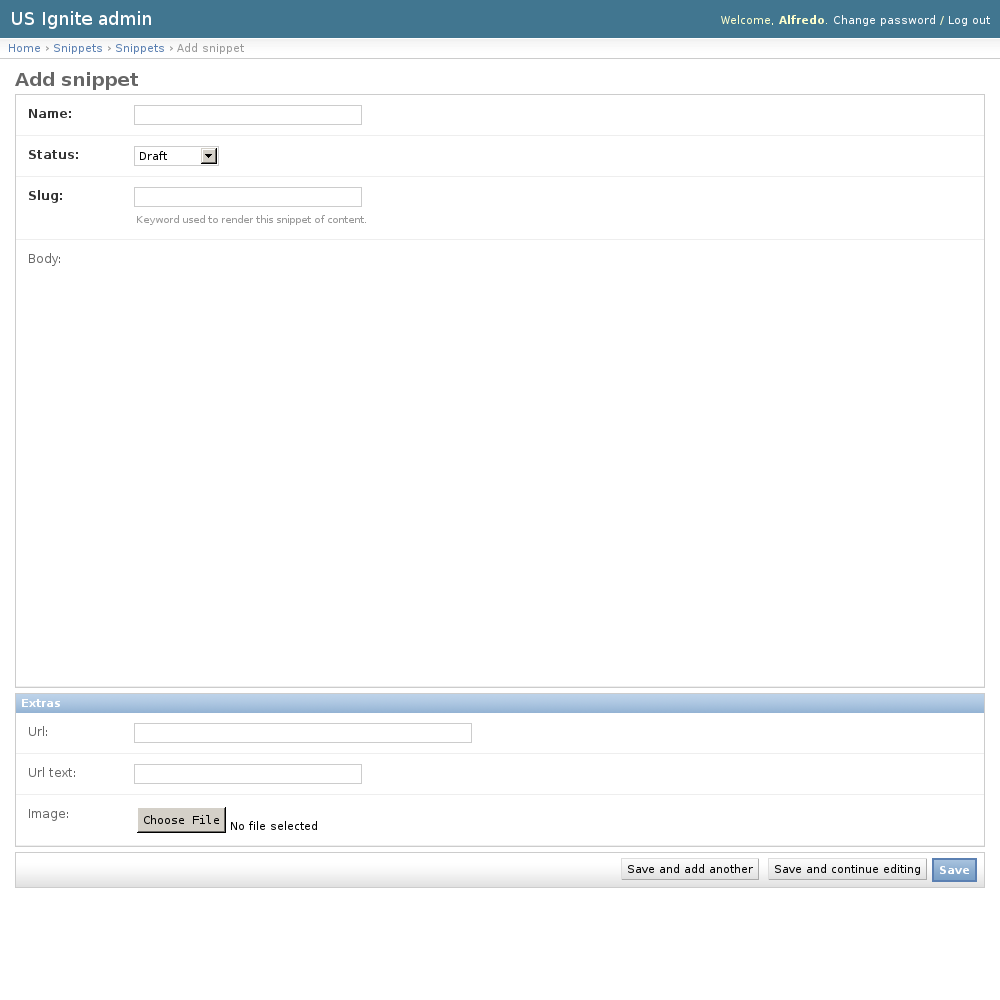 US Ignite admin
Welcome, Alfredo. Change password / Log out
Home › Snippets › Snippets › Add snippet
Add snippet
Name:
Status: Draft
Slug:
Keyword used to render this snippet of content.
Body:
Extras
Url:
Url text:
Image: Choose File No file selected
Save and add another Save and continue editing Save